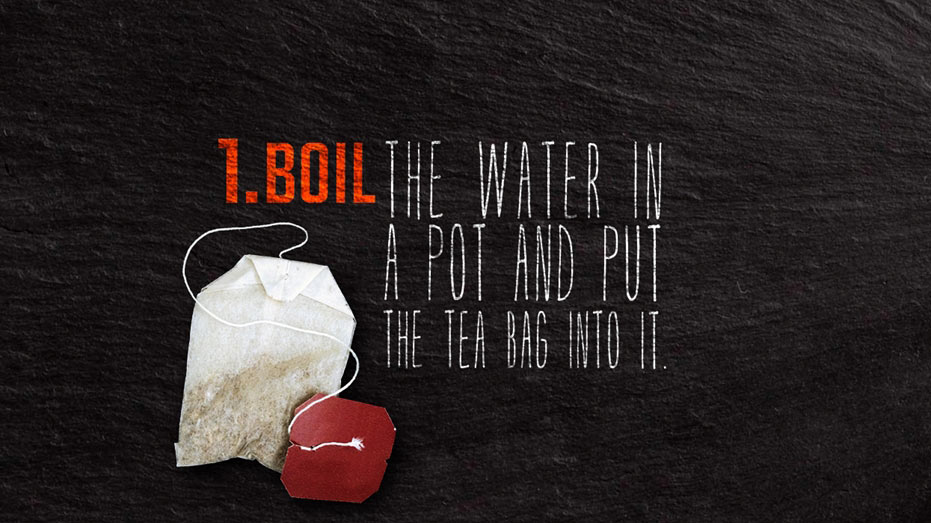 1.BOIL THE WATER IN
A POT AND PUT
THE TEA BAG INTO IT.